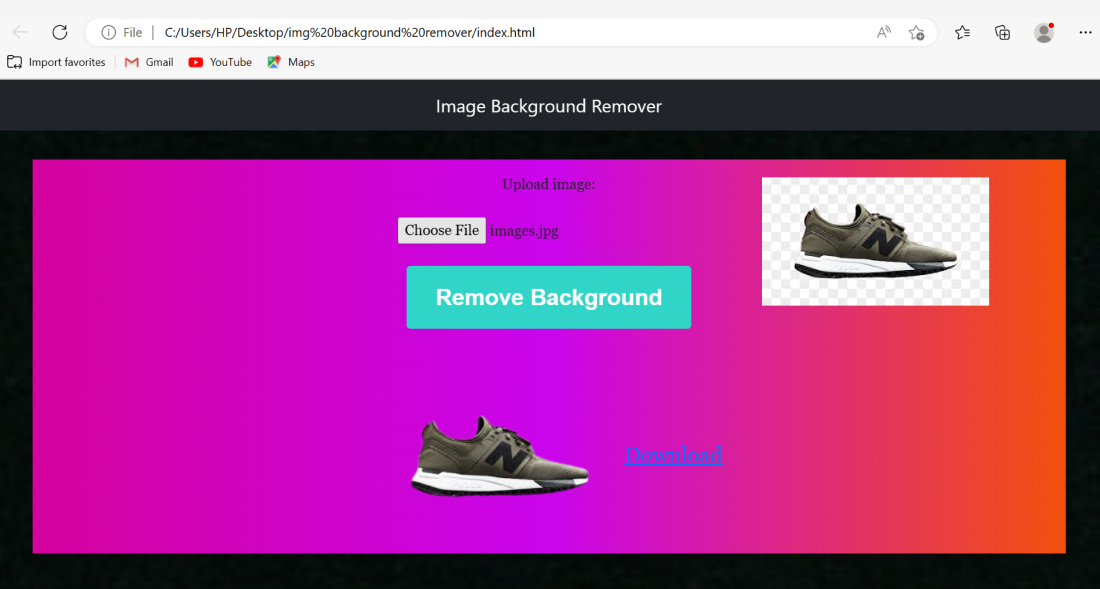 File
C:/Users/HP/Desktop/img%20background%20remover/index.html
Import favorites
Gmail
YouTube
Maps
Image Background Remover
Upload image:
Choose File images.jpg
Remove Background
N
N
Download